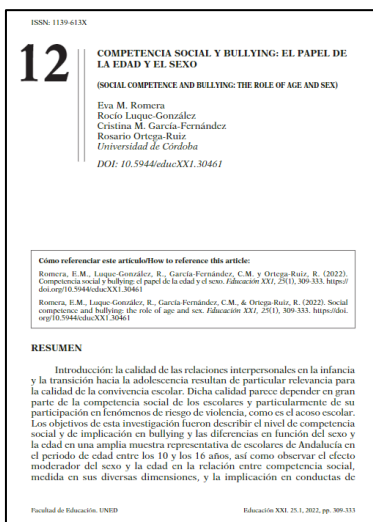 ISSN: 1139-613X
12
COMPETENCIA SOCIAL Y BULLYING: EL PAPEL DE
LA EDAD Y EL SEXO
(SOCIAL COMPETENCE AND BULLYING: THE ROLE OF AGE AND SEX)
Eva M. Romera
Rocío Luque-González
Cristina M. García-Fernández
Rosario Ortega-Ruiz
Universidad de Córdoba
DOI: 10.5944/educXX1.30461
Cómo referenciar este artículo/How to reference this article:
Romera, E.M., Luque-González, R., García-Fernández, C.M. y Ortega-Ruiz, R. (2022).
Competencia social y bullying: el papel de la edad y el sexo. Educación XX1, 25(1), 309-333. https://
doi.org/10.5944/educXX1.30461
Romera, E.M., Luque-González, R., García-Fernández, C.M., & Ortega-Ruiz, R. (2022). Social
competence and bullying: the role of age and sex. Educación XX1, 25(1), 309-333. https://doi.
org/10.5944/educXX1.30461
RESUMEN
Introducción: la calidad de las relaciones interpersonales en la infancia
y la transición hacia la adolescencia resultan de particular relevancia para
la calidad de la convivencia escolar. Dicha calidad parece depender en gran
parte de la competencia social de los escolares y particularmente de su
participación en fenómenos de riesgo de violencia, como es el acoso escolar.
Los objetivos de esta investigación fueron describir el nivel de competencia
social y de implicación en bullying y las diferencias en función del sexo y
la edad en una amplia muestra representativa de escolares de Andalucía en
el periodo de edad entre los 10 y los 16 años, así como observar el efecto
moderador del sexo y la edad en la relación entre competencia social,
medida en sus diversas dimensiones, y la implicación en conductas de
Facultad de Educación. UNED
Educación XX1. 25.1, 2022, pp. 309-333